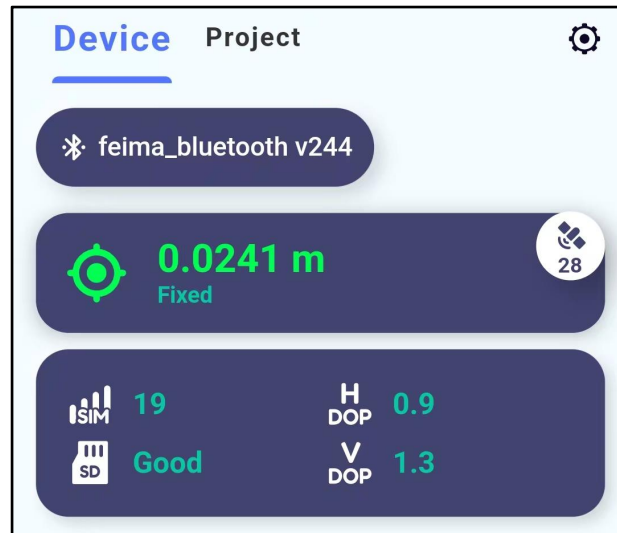 Device Project
feima_bluetooth v244
0.0241 m
Fixed
28
SIM 19
H
DOP 0.9
SD Good
V
DOP 1.3